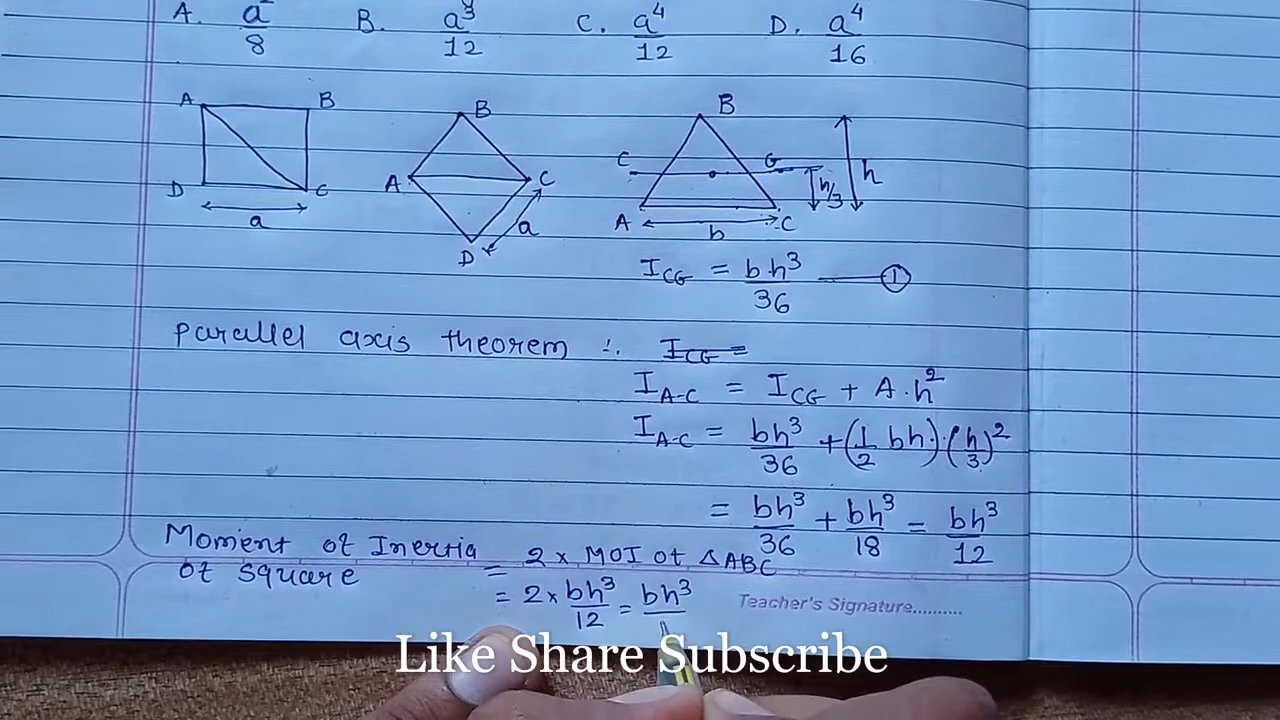 A. a/8 B. a³/12 C. a⁴/12 D. a⁴/16
A B B B
C G h
A C h/3
D C A C
a a b
D
I_CG = bh³/36 —— ①
Parallel axis theorem ∴ I_CG =
I_A-C = I_CG + A·h²
I_A-C = bh³/36 + (1/2 bh)·(h/3)²
= bh³/36 + bh³/18 = bh³/12
Moment of Inertia = 2 × MOI of △ABC
of square
= 2 × bh³/12 = bh³/
Teacher's Signature..........
Like Share Subscribe